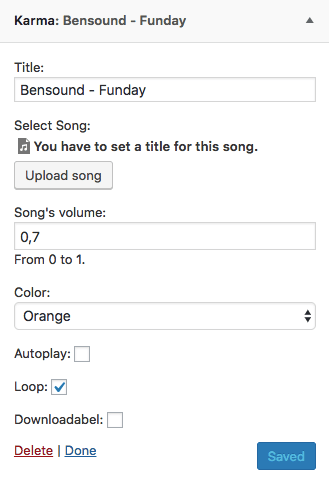 Karma: Bensound - Funday
Title:
Bensound - Funday
Select Song:
You have to set a title for this song.
Upload song
Song's volume:
0,7
From 0 to 1.
Color:
Orange
Autoplay:
Loop:
Downloadabel:
Delete | Done
Saved